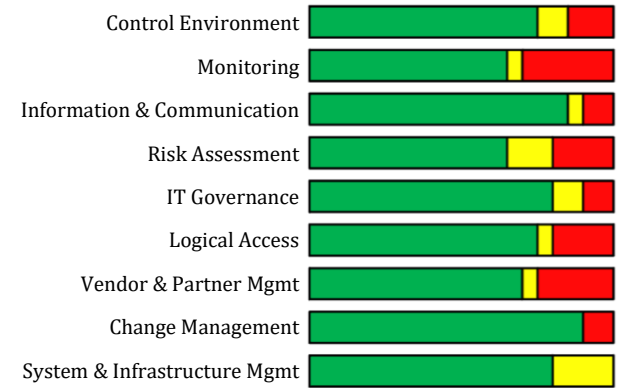 Control Environment
Monitoring
Information & Communication
Risk Assessment
IT Governance
Logical Access
Vendor & Partner Mgmt
Change Management
System & Infrastructure Mgmt